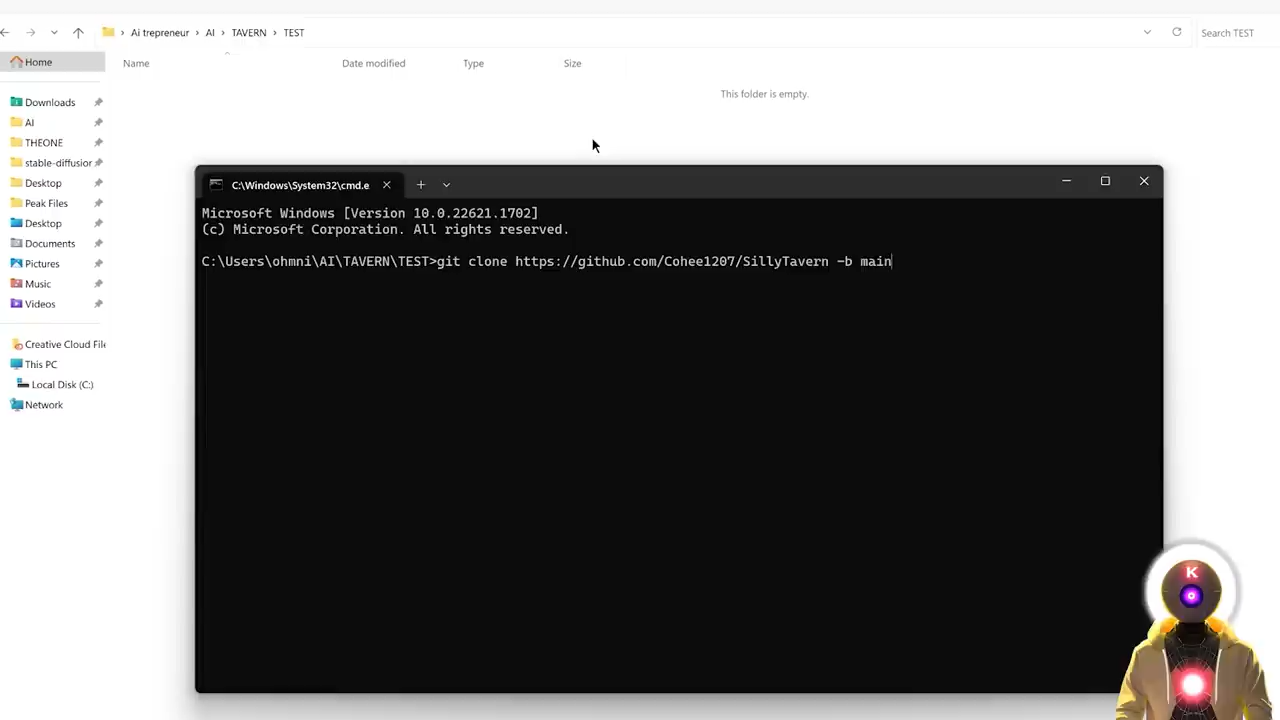 Ai trepreneur > AI > TAVERN > TEST
Search TEST
Home
Name Date modified Type Size
This folder is empty.
Downloads
AI
THEONE
stable-diffusior
Desktop
Peak Files
Desktop
Documents
Pictures
Music
Videos
Creative Cloud File
This PC
Local Disk (C:)
Network
C:\Windows\System32\cmd.e
Microsoft Windows [Version 10.0.22621.1702]
(c) Microsoft Corporation. All rights reserved.
C:\Users\ohmni\AI\TAVERN\TEST>git clone https://github.com/Cohee1207/SillyTavern -b main
K